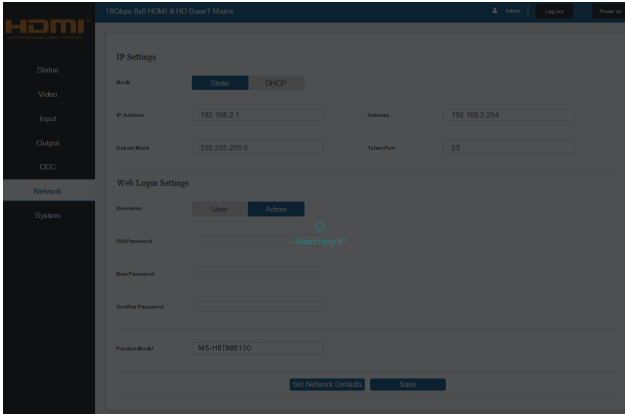 18Gbps 8x8 HDMI & HD BaseT Matrix
Admin
Log out
Power on
HDMI
Status
Video
Input
Output
CEC
Network
System
IP Settings
Mode
Static
DHCP
IP Address
192.168.2.1
Gateway
192.168.2.254
Subnet Mask
255.255.255.0
Telnet Port
23
Web Login Settings
Username
User
Admin
Searching IP
Old Password
New Password
Confirm Password
Product Model
MS-H8T888100
Set Network Defaults
Save